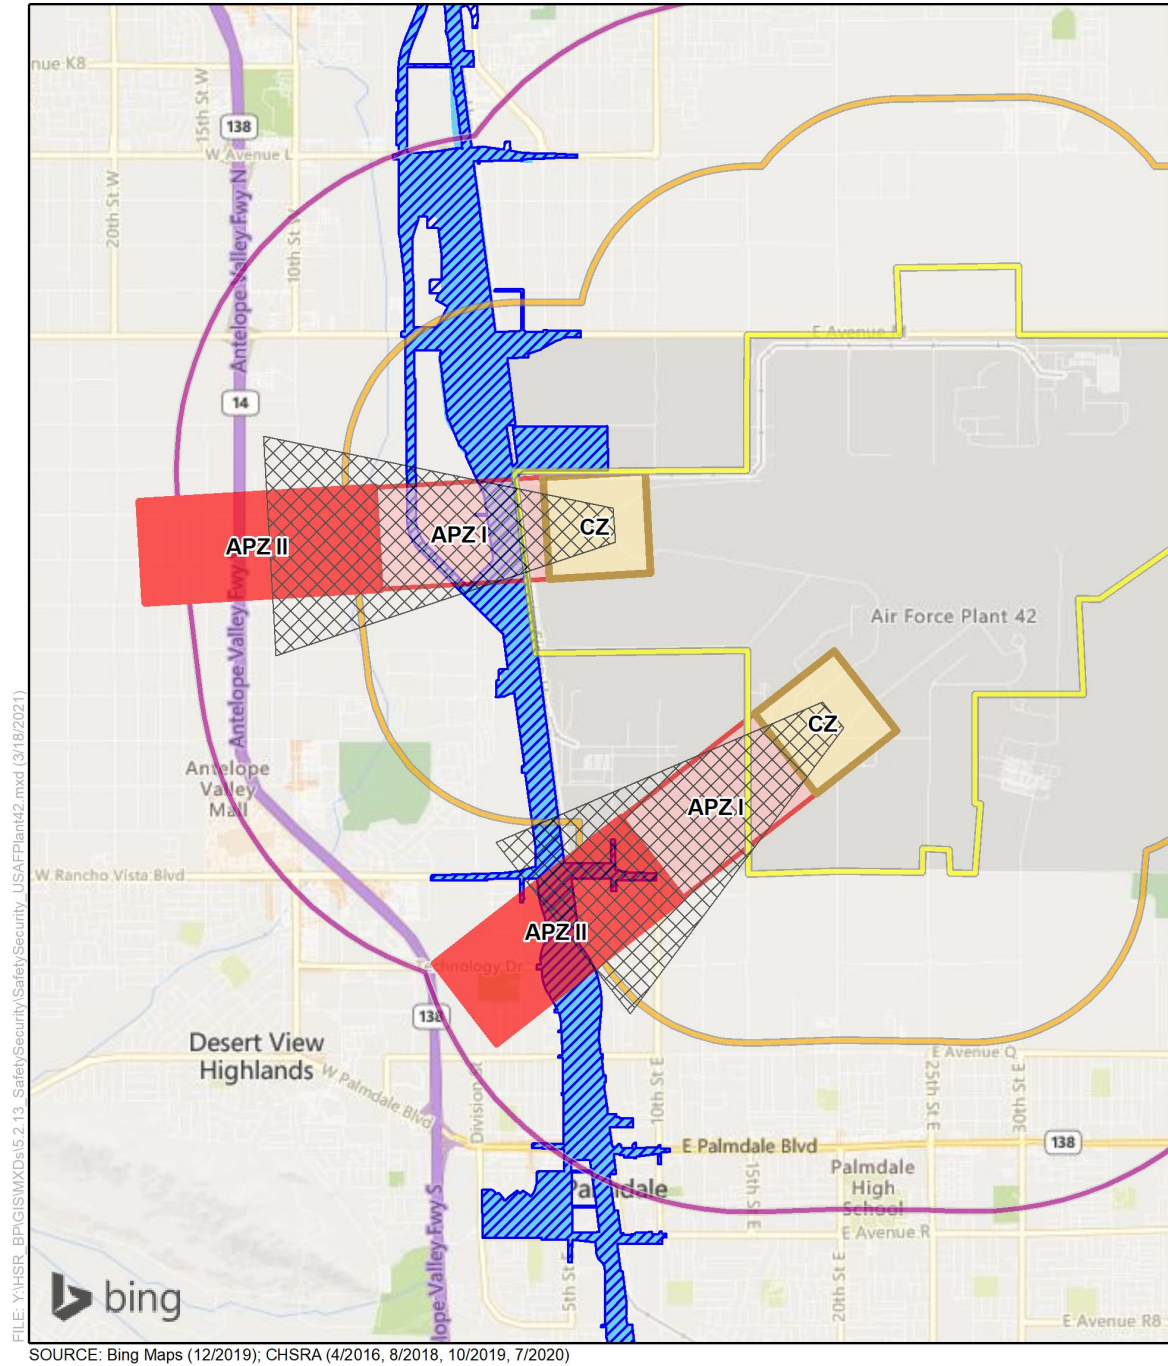 nue K8
15th St W
138
W Avenue L
20th St W
10th St W
Antelope Valley Fwy N
E Avenue M
14
APZ II
APZ I
CZ
Antelope Valley Fwy
Air Force Plant 42
CZ
Antelope
Valley
Mall
APZ I
W Rancho Vista Blvd
APZ II
Technology Dr
138
Desert View
Highlands
W Palmdale Blvd
Division St
10th St E
E Avenue Q
25th St E
30th St E
E Palmdale Blvd
138
15th St E
Palmdale
High
School
Palmdale
E Avenue R
elope Valley Fwy S
5th St E
20th St E
bing
E Avenue R8
FILE: Y:\HSR_BP\GIS\MXDs\5.2.13_SafetySecurity\SafetySecurity_USAFPlant42.mxd (3/18/2021)
SOURCE: Bing Maps (12/2019); CHSRA (4/2016, 8/2018, 10/2019, 7/2020)